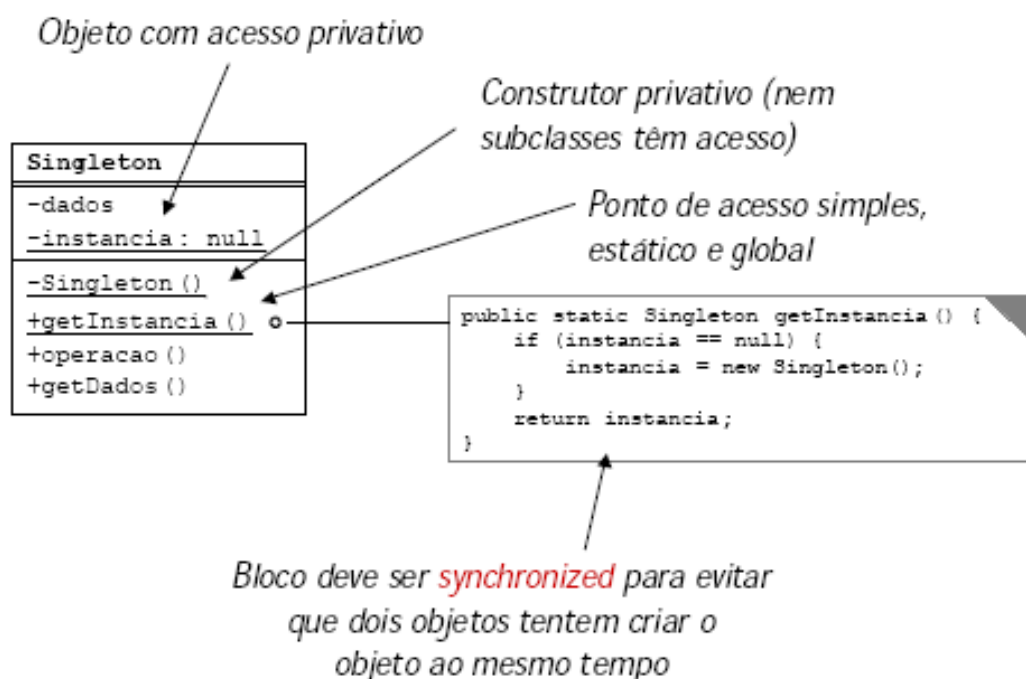 Objeto com acesso privativo
Construtor privativo (nem
subclasses têm acesso)
Singleton
-dados
-instancia: null
-Singleton()
+getInstancia()
+operacao()
+getDados()
Ponto de acesso simples,
estático e global
public static Singleton getInstancia() {
    if (instancia == null) {
        instancia = new Singleton();
    }
    return instancia;
}
Bloco deve ser synchronized para evitar
que dois objetos tentem criar o
objeto ao mesmo tempo